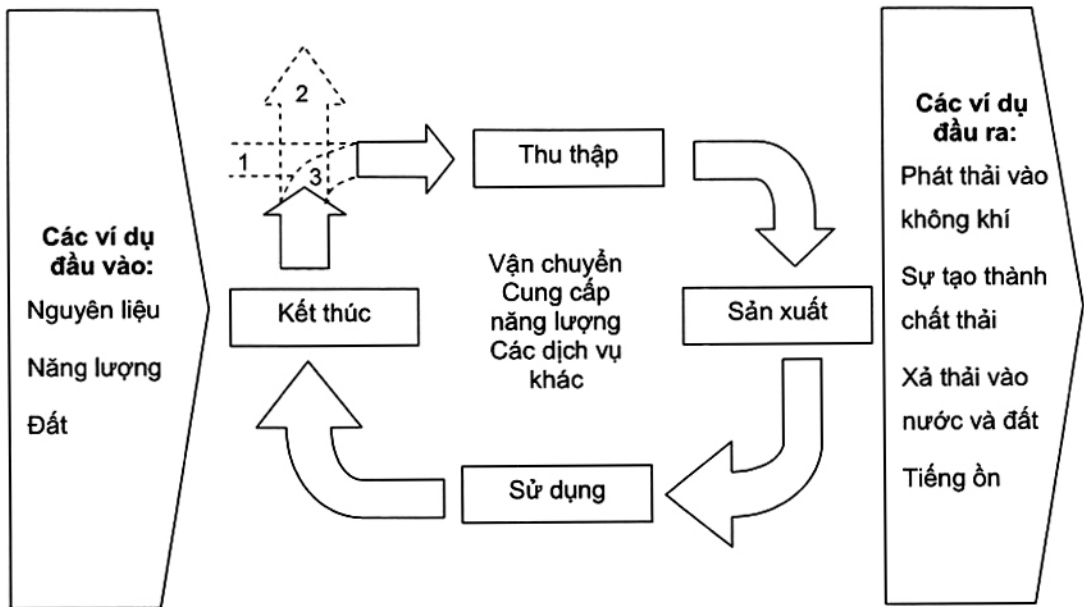 Các ví dụ
đầu vào:
Nguyên liệu
Năng lượng
Đất
2
1
3
Thu thập
Vận chuyển
Cung cấp
năng lượng
Các dịch vụ
khác
Kết thúc
Sản xuất
Sử dụng
Các ví dụ
đầu ra:
Phát thải vào
không khí
Sự tạo thành
chất thải
Xả thải vào
nước và đất
Tiếng ồn